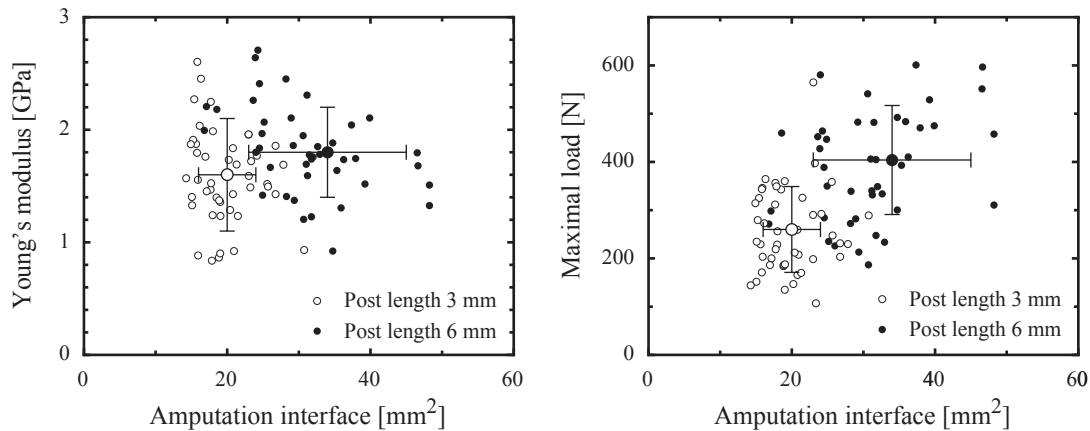 3
2
1
0
Young's modulus [GPa]
0
20
40
60
Amputation interface [mm²]
Post length 3 mm
Post length 6 mm
600
400
200
0
Maximal load [N]
0
20
40
60
Amputation interface [mm²]
Post length 3 mm
Post length 6 mm